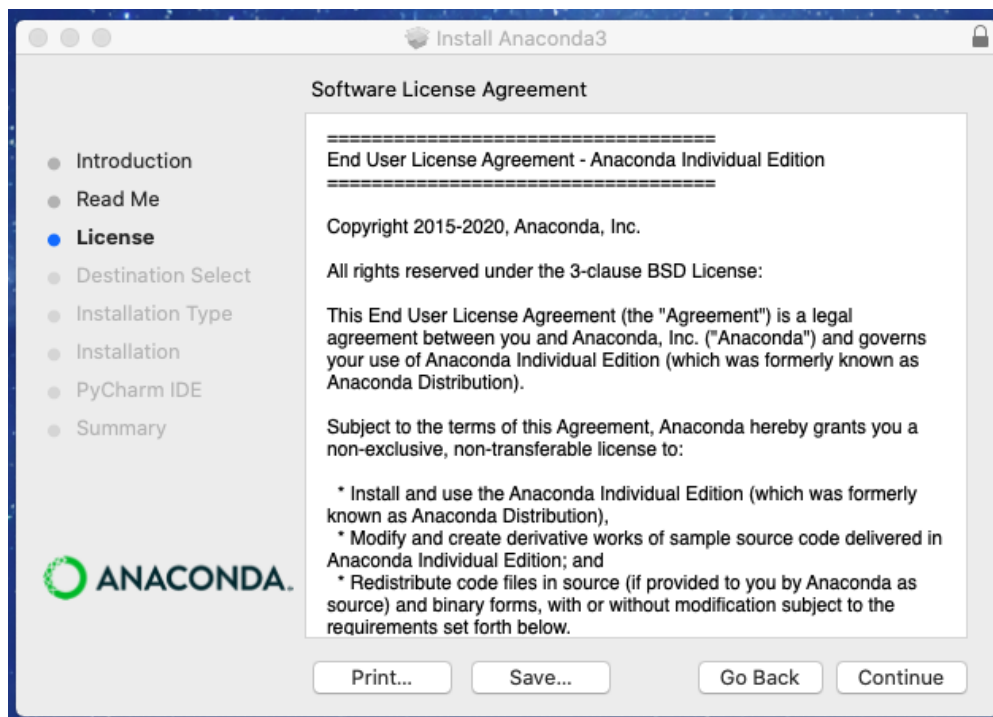 Install Anaconda3
Software License Agreement
Introduction
Read Me
License
Destination Select
Installation Type
Installation
PyCharm IDE
Summary
ANACONDA.
===================================
End User License Agreement - Anaconda Individual Edition
===================================
Copyright 2015-2020, Anaconda, Inc.
All rights reserved under the 3-clause BSD License:
This End User License Agreement (the "Agreement") is a legal
agreement between you and Anaconda, Inc. ("Anaconda") and governs
your use of Anaconda Individual Edition (which was formerly known as
Anaconda Distribution).
Subject to the terms of this Agreement, Anaconda hereby grants you a
non-exclusive, non-transferable license to:
* Install and use the Anaconda Individual Edition (which was formerly
known as Anaconda Distribution),
* Modify and create derivative works of sample source code delivered in
Anaconda Individual Edition; and
* Redistribute code files in source (if provided to you by Anaconda as
source) and binary forms, with or without modification subject to the
requirements set forth below.
Print...
Save...
Go Back
Continue